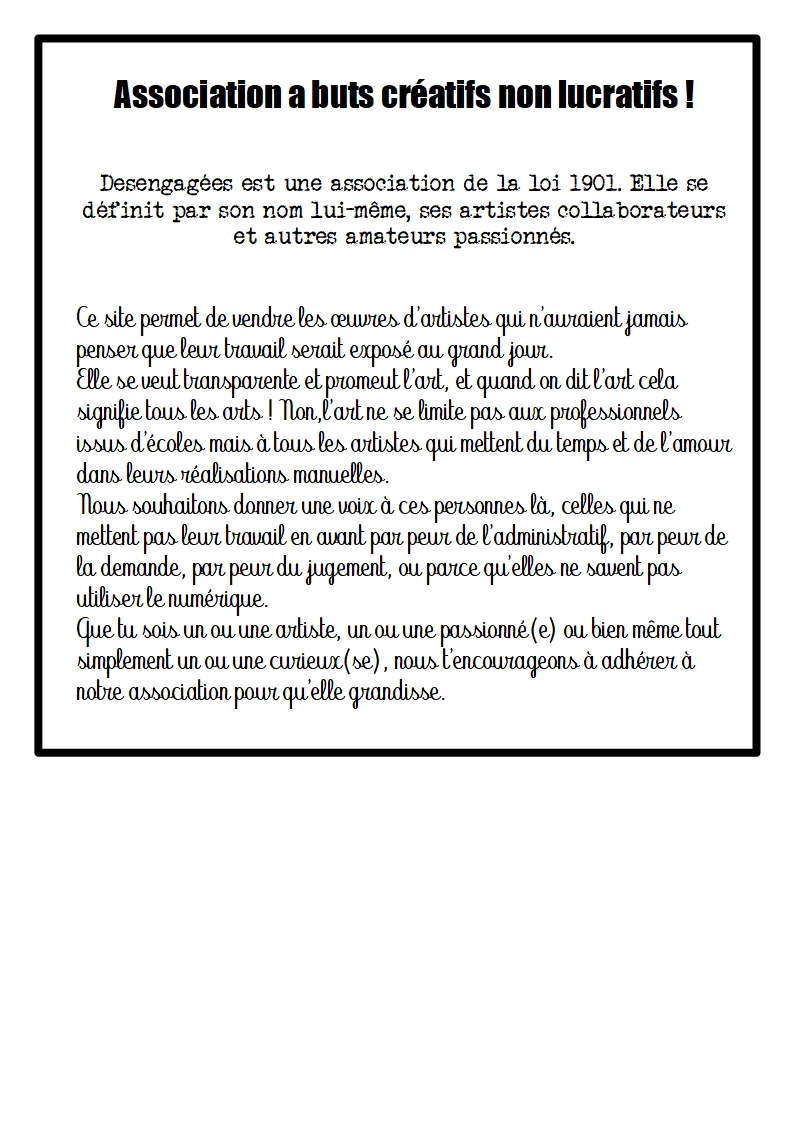 Association a buts créatifs non lucratifs !
Desengagées est une association de la loi 1901. Elle se
définit par son nom lui-même, ses artistes collaborateurs
et autres amateurs passionnés.
Ce site permet de vendre les œuvres d'artistes qui n'auraient jamais
penser que leur travail serait exposé au grand jour.
Elle se veut transparente et promeut l'art, et quand on dit l'art cela
signifie tous les arts ! Non,l'art ne se limite pas aux professionnels
issus d'écoles mais à tous les artistes qui mettent du temps et de l'amour
dans leurs réalisations manuelles.
Nous souhaitons donner une voix à ces personnes là, celles qui ne
mettent pas leur travail en avant par peur de l'administratif, par peur de
la demande, par peur du jugement, ou parce qu'elles ne savent pas
utiliser le numérique.
Que tu sois un ou une artiste, un ou une passionné(e) ou bien même tout
simplement un ou une curieux(se), nous t'encourageons à adhérer à
notre association pour qu'elle grandisse.